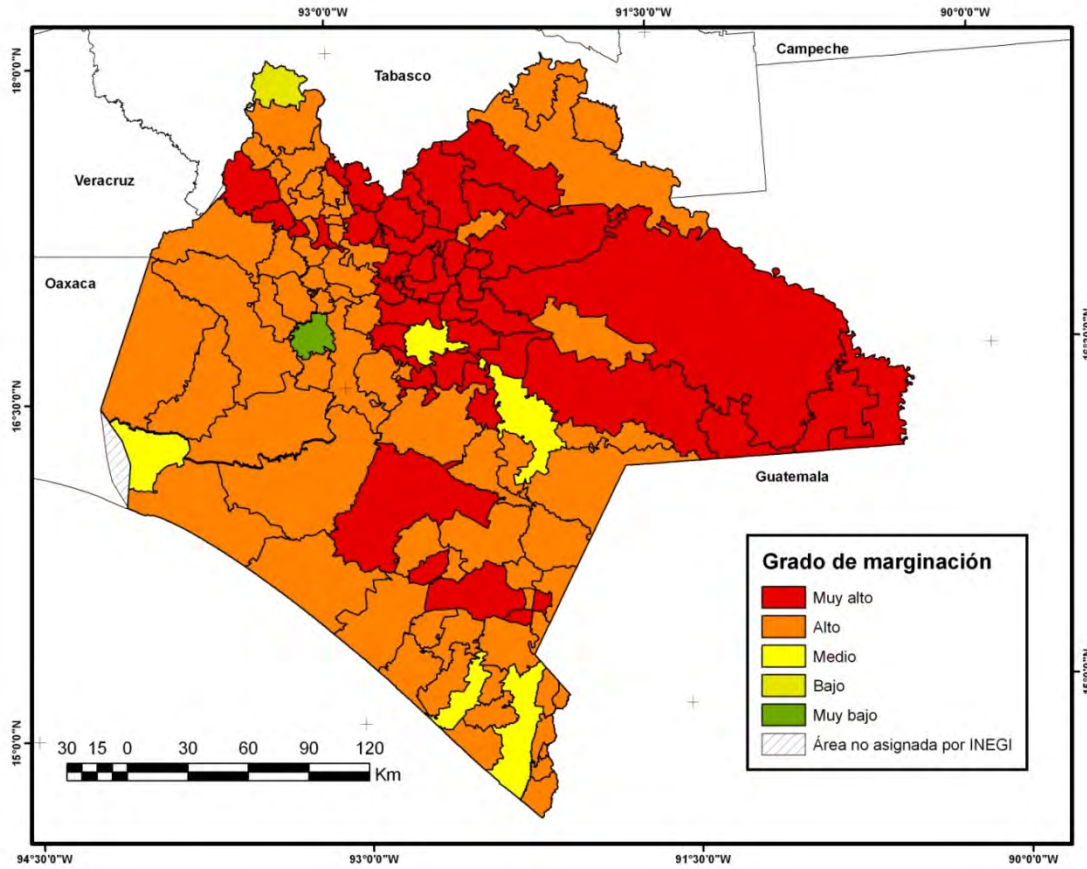 93°0'0"W 91°30'0"W 90°0'0"W
Campeche
Tabasco
18°0'0"N
Veracruz
Oaxaca
16°30'0"N
Guatemala
Grado de marginación
Muy alto
Alto
Medio
Bajo
Muy bajo
Área no asignada por INEGI
15°0'0"N
30 15 0 30 60 90 120
Km
15°0'0"N
94°30'0"W 93°0'0"W 91°30'0"W 90°0'0"W